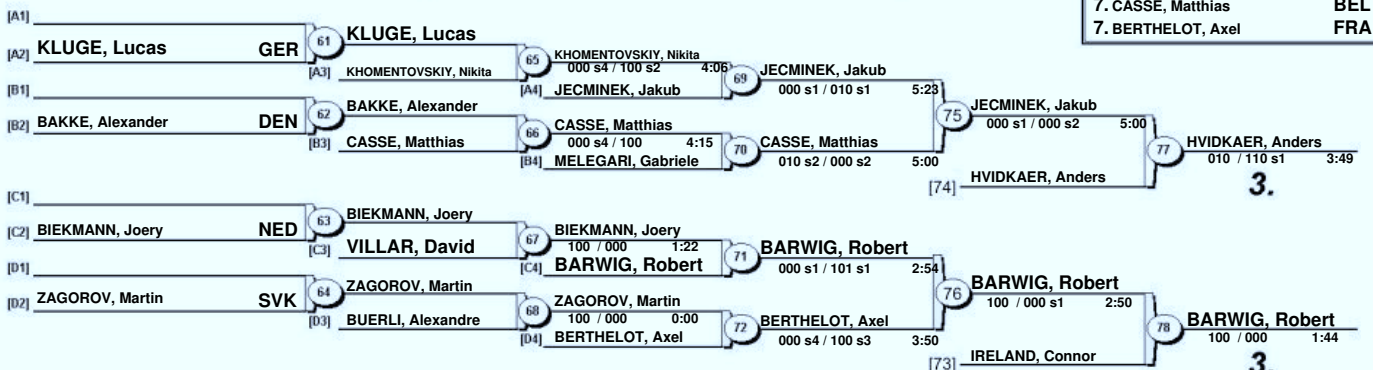 7. CASSE, Matthias BEL
7. BERTHELOT, Axel FRA
[A1]
[A2] KLUGE, Lucas GER
61 KLUGE, Lucas
[A3] KHOMENTOVSKIY, Nikita
65 KHOMENTOVSKIY, Nikita
000 s4 / 100 s2 4:06
[A4] JECMINEK, Jakub
69 JECMINEK, Jakub
000 s1 / 010 s1 5:23
[B1]
[B2] BAKKE, Alexander DEN
62 BAKKE, Alexander
[B3] CASSE, Matthias
66 CASSE, Matthias
000 s4 / 100 4:15
[B4] MELEGARI, Gabriele
70 CASSE, Matthias
010 s2 / 000 s2 5:00
75 JECMINEK, Jakub
000 s1 / 000 s2 5:00
[74] HVIDKAER, Anders
77 HVIDKAER, Anders
010 / 110 s1 3:49
3.
[C1]
[C2] BIEKMANN, Joery NED
63 BIEKMANN, Joery
[C3] VILLAR, David
67 BIEKMANN, Joery
100 / 000 1:22
[C4] BARWIG, Robert
71 BARWIG, Robert
000 s1 / 101 s1 2:54
[D1]
[D2] ZAGOROV, Martin SVK
64 ZAGOROV, Martin
[D3] BUERLI, Alexandre
68 ZAGOROV, Martin
100 / 000 0:00
[D4] BERTHELOT, Axel
72 BERTHELOT, Axel
000 s4 / 100 s3 3:50
76 BARWIG, Robert
100 / 000 s1 2:50
[73] IRELAND, Connor
78 BARWIG, Robert
100 / 000 1:44
3.